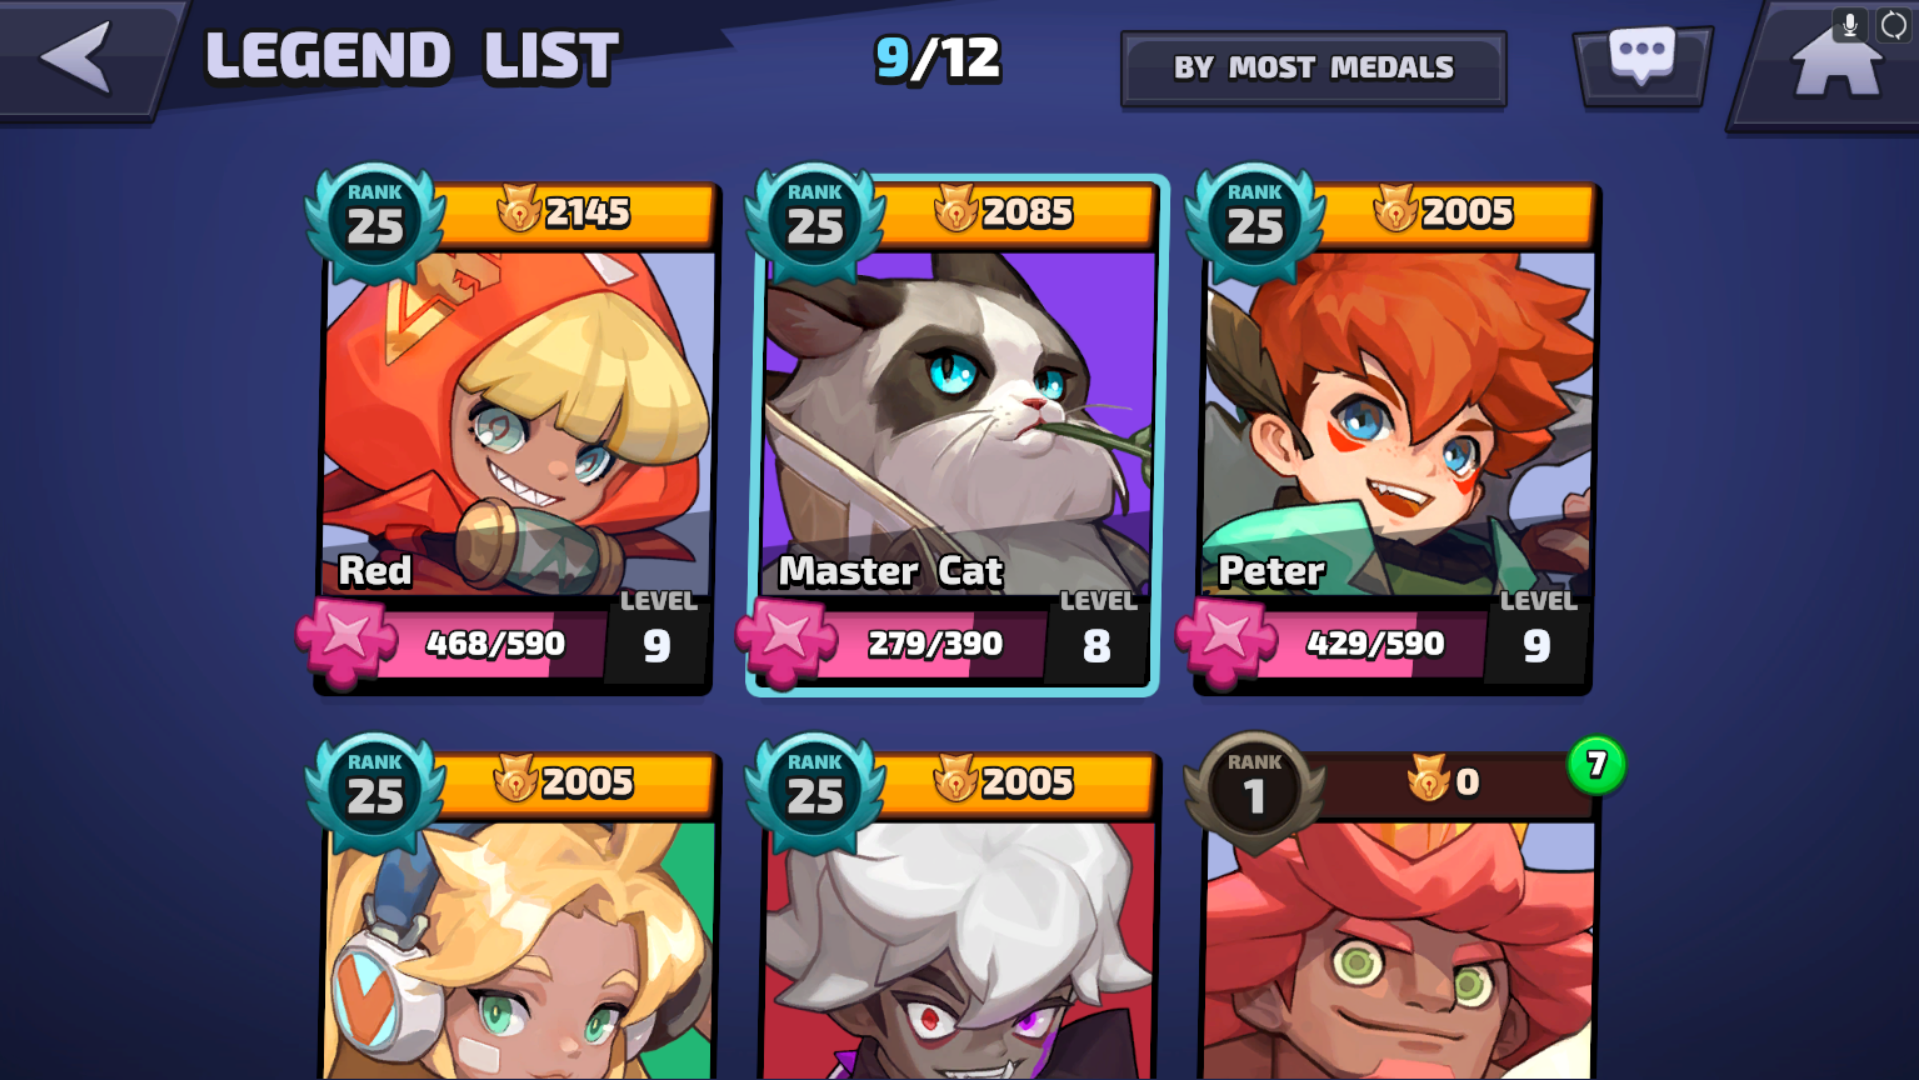 LEGEND LIST
9/12
BY MOST MEDALS
RANK
25
2145
RANK
25
2085
RANK
25
2005
Red
LEVEL
468/590
9
Master Cat
LEVEL
279/390
8
Peter
LEVEL
429/590
9
RANK
25
2005
RANK
25
2005
RANK
1
0
7